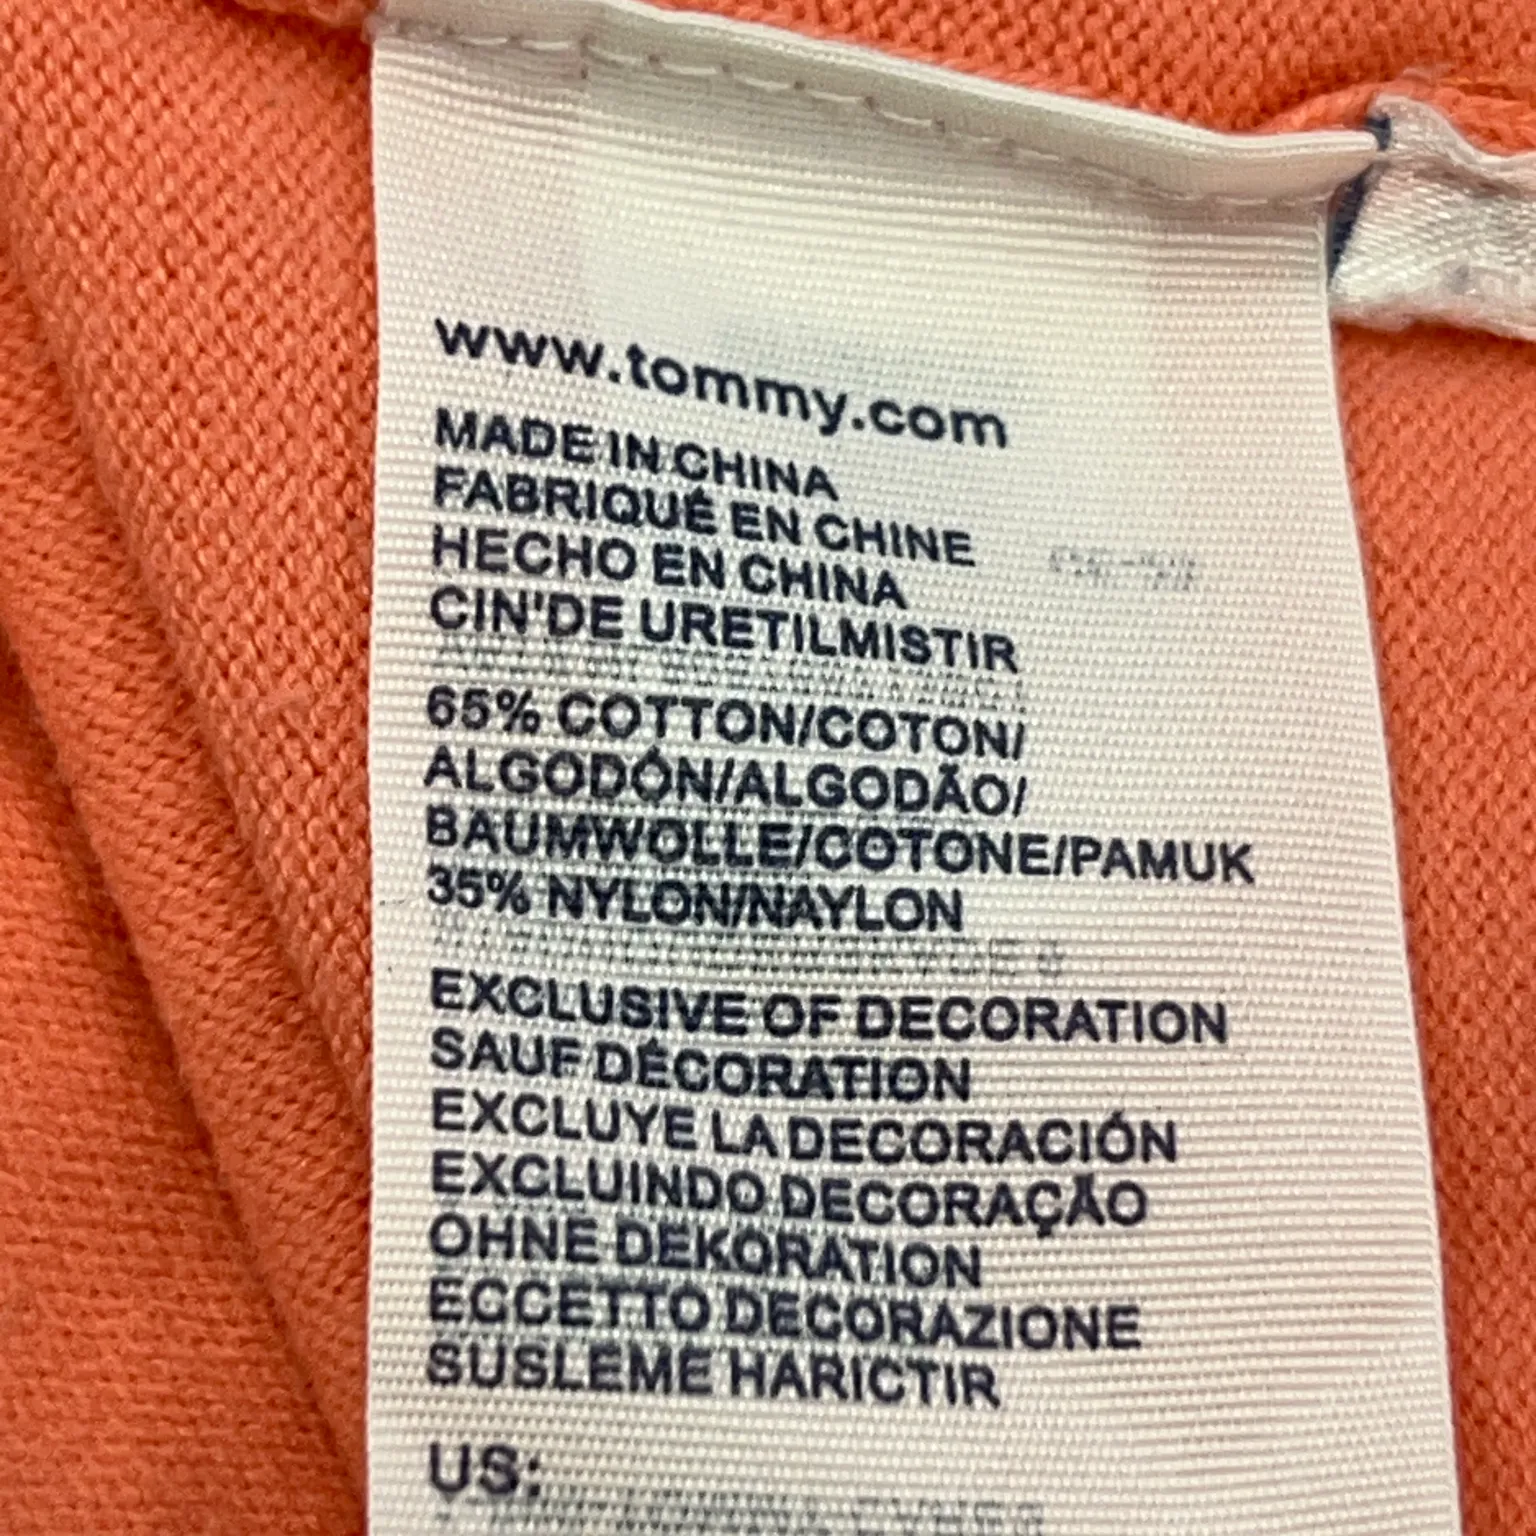 www.tommy.com
MADE IN CHINA
FABRIQUÉ EN CHINE
HECHO EN CHINA
CIN'DE URETILMISTIR
65% COTTON/COTON/
ALGODÓN/ALGODÃO/
BAUMWOLLE/COTONE/PAMUK
35% NYLON/NAYLON
EXCLUSIVE OF DECORATION
SAUF DÉCORATION
EXCLUYE LA DECORACIÓN
EXCLUINDO DECORAÇÃO
OHNE DEKORATION
ECCETTO DECORAZIONE
SUSLEME HARICTIR
US: